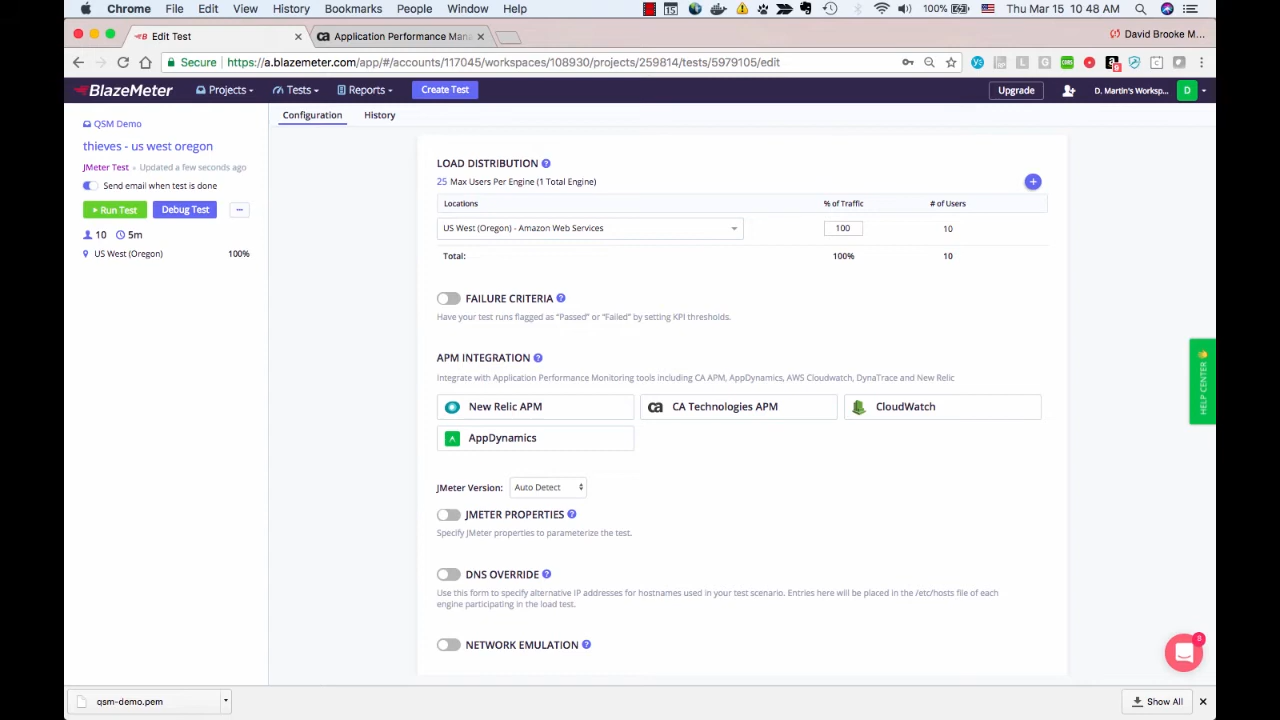 Chrome File Edit View History Bookmarks People Window Help 100% Thu Mar 15 10:48 AM
Edit Test Application Performance Man David Brooke M...
Secure https://a.blazemeter.com/app/#/accounts/117045/workspaces/108930/projects/259814/tests/5979105/edit
BlazeMeter Projects Tests Reports Create Test Upgrade D. Martin's Worksp... D
QSM Demo
thieves - us west oregon
JMeter Test • Updated a few seconds ago
Send email when test is done
Run Test Debug Test ...
10 5m
US West (Oregon) 100%
Configuration History
LOAD DISTRIBUTION ?
25 Max Users Per Engine (1 Total Engine) +
Locations % of Traffic # of Users
US West (Oregon) - Amazon Web Services 100 10
Total: 100% 10
FAILURE CRITERIA ?
Have your test runs flagged as "Passed" or "Failed" by setting KPI thresholds.
APM INTEGRATION ?
Integrate with Application Performance Monitoring tools including CA APM, AppDynamics, AWS Cloudwatch, DynaTrace and New Relic
New Relic APM ca CA Technologies APM CloudWatch
AppDynamics
JMeter Version: Auto Detect
JMETER PROPERTIES ?
Specify JMeter properties to parameterize the test.
DNS OVERRIDE ?
Use this form to specify alternative IP addresses for hostnames used in your test scenario. Entries here will be placed in the /etc/hosts file of each
engine participating in the load test.
NETWORK EMULATION ?
HELP CENTER
8
qsm-demo.pem Show All